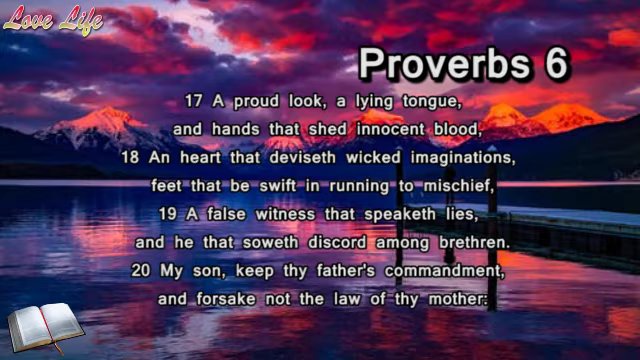 Love Life
Proverbs 6
17 A proud look, a lying tongue,
and hands that shed innocent blood,
18 An heart that deviseth wicked imaginations,
feet that be swift in running to mischief,
19 A false witness that speaketh lies,
and he that soweth discord among brethren.
20 My son, keep thy father's commandment,
and forsake not the law of thy mother: